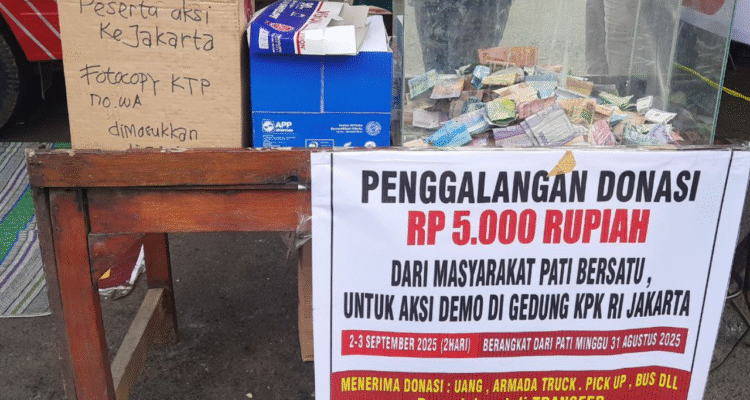 Peserta aksi
KeJakarta
Fotocopy KTP
no.WA
dimasukkan
APP
PENGGALANGAN DONASI
RP 5.000 RUPIAH
DARI MASYARAKAT PATI BERSATU ,
UNTUK AKSI DEMO DI GEDUNG KPK RI JAKARTA
2-3 SEPTEMBER 2025 (2HARI) BERANGKAT DARI PATI MINGGU 31 AGUSTUS 2025
MENERIMA DONASI : UANG , ARMADA TRUCK . PICK UP , BUS DLL